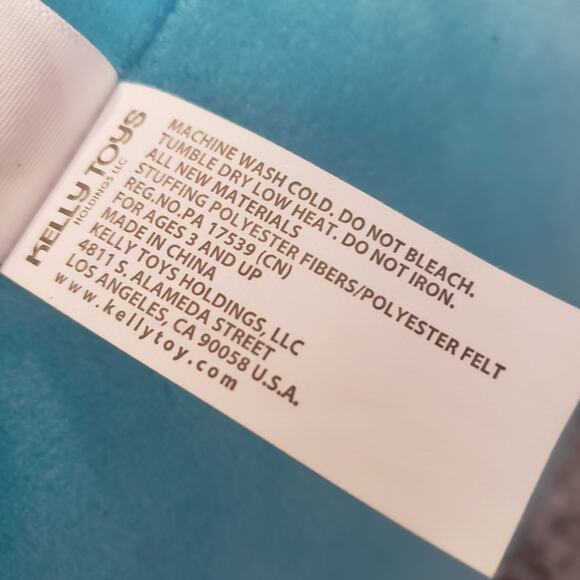 KELLY TOYS
HOLDINGS LLC
MACHINE WASH COLD. DO NOT BLEACH.
TUMBLE DRY LOW HEAT. DO NOT IRON.
ALL NEW MATERIALS
STUFFING POLYESTER FIBERS/POLYESTER FELT
REG.NO.PA 17539 (CN)
FOR AGES 3 AND UP
MADE IN CHINA
KELLY TOYS HOLDINGS, LLC
4811 S. ALAMEDA STREET
LOS ANGELES, CA 90058 U.S.A.
www.kellytoy.com